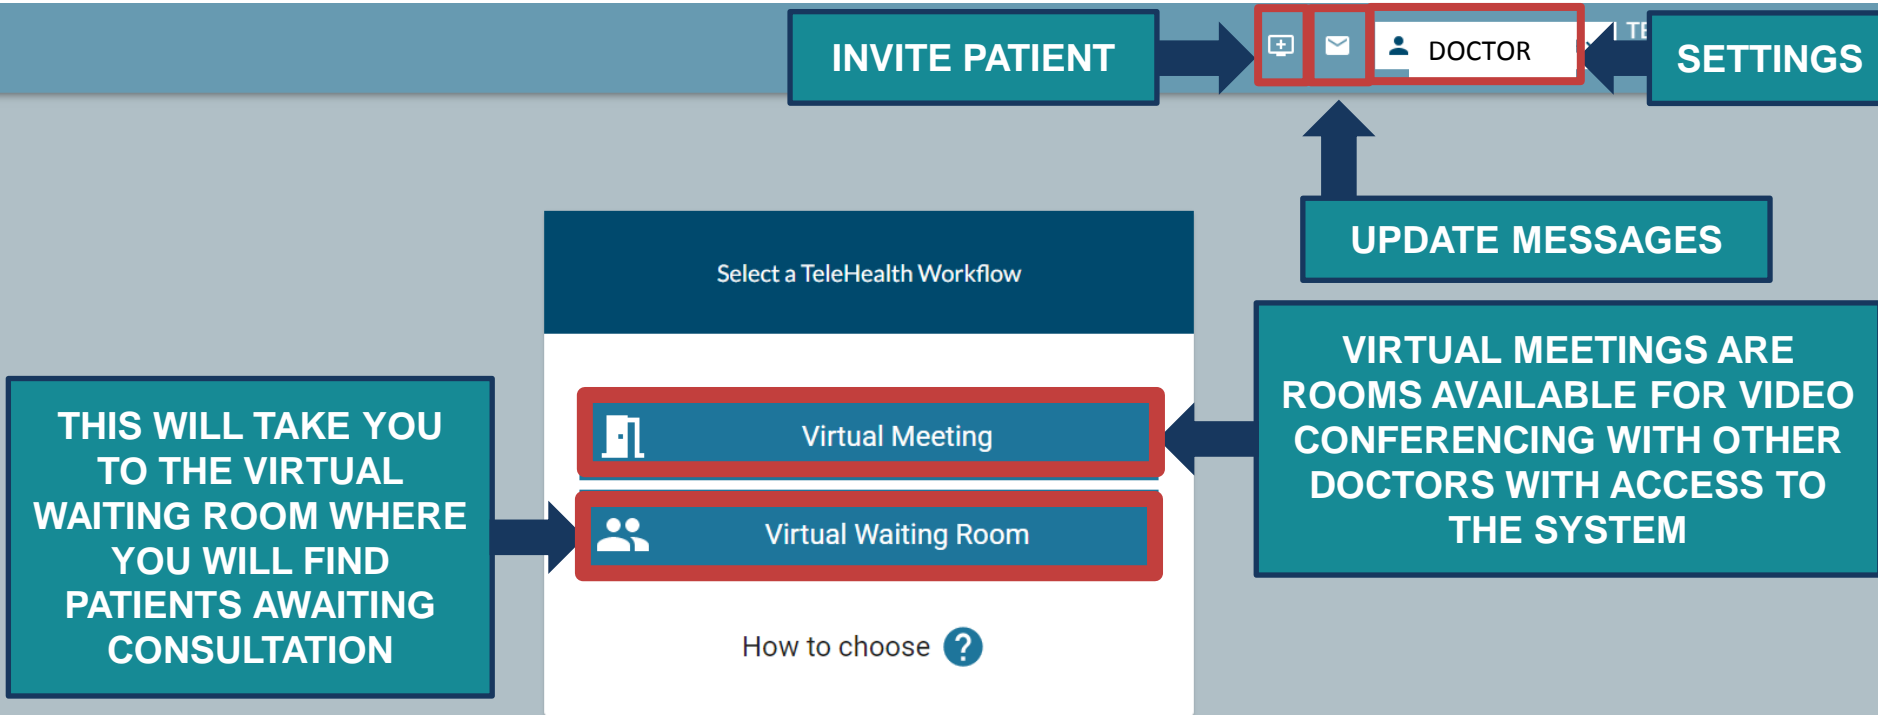 INVITE PATIENT
DOCTOR
TE
SETTINGS
UPDATE MESSAGES
Select a TeleHealth Workflow
Virtual Meeting
Virtual Waiting Room
How to choose ?
THIS WILL TAKE YOU
TO THE VIRTUAL
WAITING ROOM WHERE
YOU WILL FIND
PATIENTS AWAITING
CONSULTATION
VIRTUAL MEETINGS ARE
ROOMS AVAILABLE FOR VIDEO
CONFERENCING WITH OTHER
DOCTORS WITH ACCESS TO
THE SYSTEM